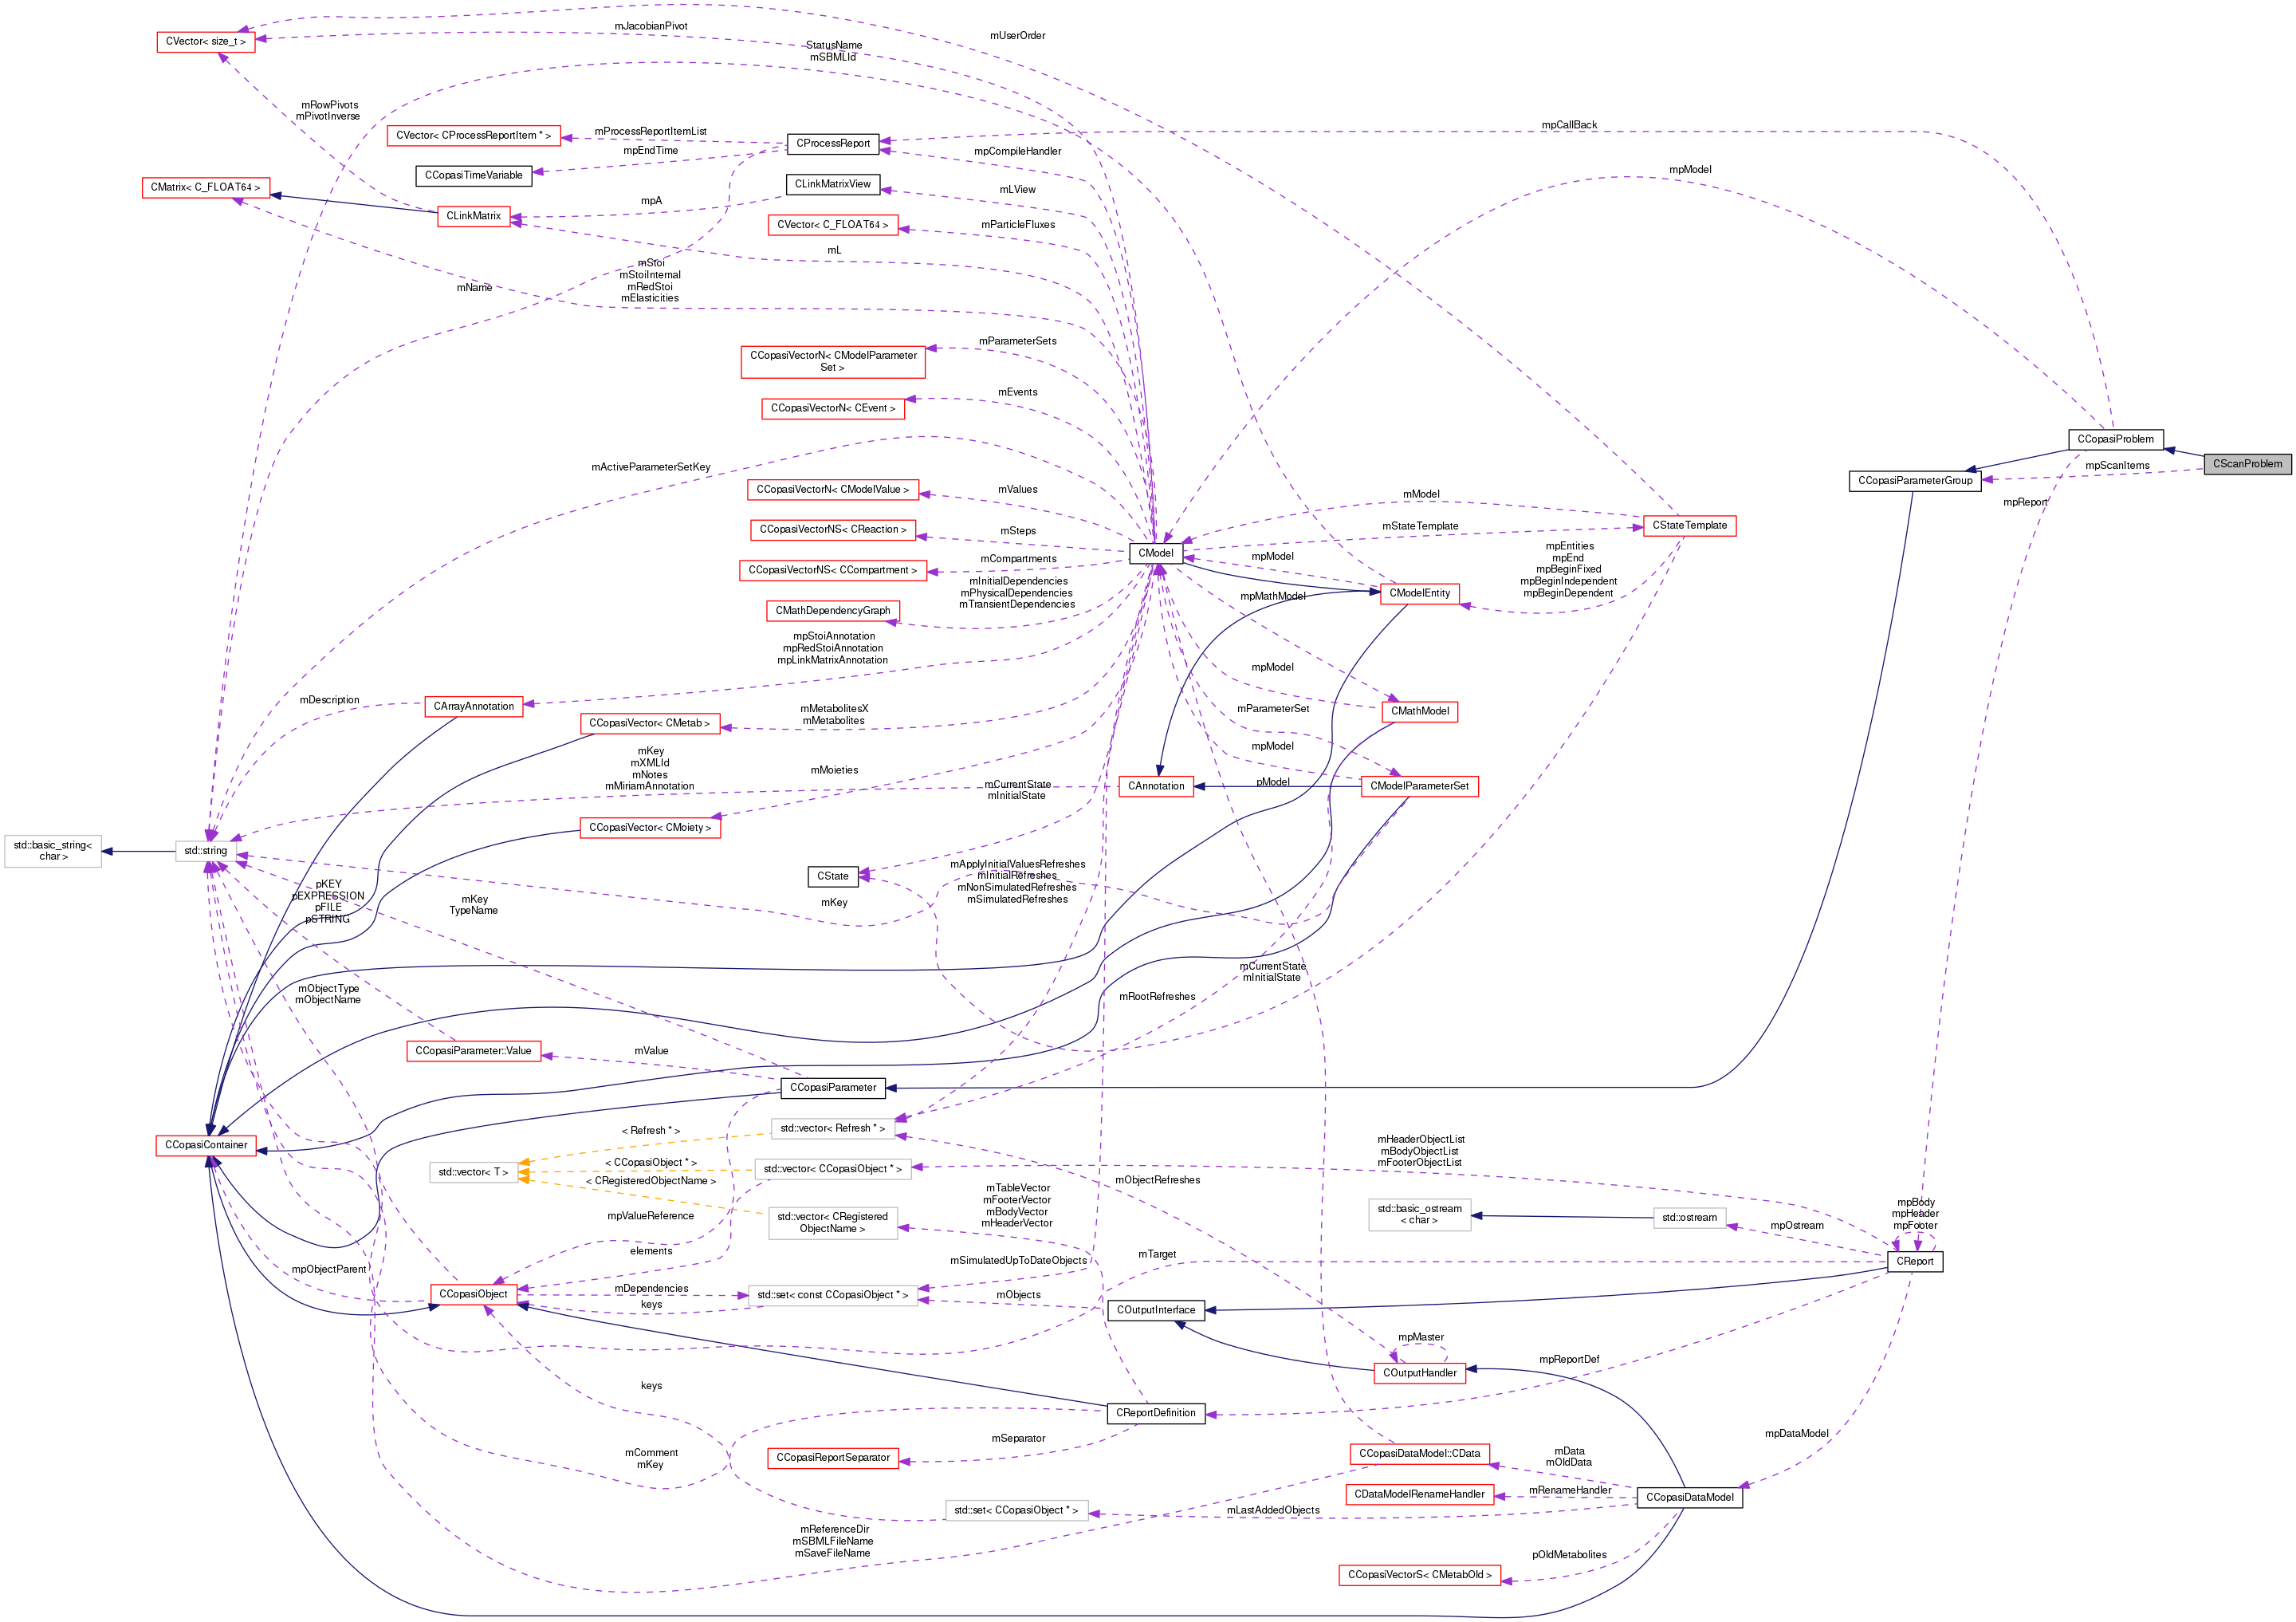 mUserOrder
mJacobianPivot
CVector< size_t >
StatusName
mSBMLId
mRowPivots
mPivotInverse
CVector< CProcessReportItem * >
mProcessReportItemList
CProcessReport
mpCallBack
mpEndTime
CCopasiTimeVariable
mpCompileHandler
CMatrix< C_FLOAT64 >
CLinkMatrixView
mLView
mpModel
mpA
CLinkMatrix
CVector< C_FLOAT64 >
mParticleFluxes
mL
mStoi
mStoiInternal
mRedStoi
mElasticities
mName
CCopasiVectorN< CModelParameter
Set >
mParameterSets
CCopasiVectorN< CEvent >
mEvents
CCopasiProblem
CScanProblem
mpScanItems
CCopasiParameterGroup
mActiveParameterSetKey
CCopasiVectorN< CModelValue >
mValues
mModel
mpReport
CCopasiVectorNS< CReaction >
mSteps
mStateTemplate
CStateTemplate
CModel
CCopasiVectorNS< CCompartment >
mCompartments
mpModel
mpEntities
mpEnd
mpBeginFixed
mpBeginIndependent
mpBeginDependent
CMathDependencyGraph
mInitialDependencies
mPhysicalDependencies
mTransientDependencies
mpMathModel
CModelEntity
mpStoiAnnotation
mpRedStoiAnnotation
mpLinkMatrixAnnotation
mpModel
mDescription
CArrayAnnotation
mMetabolitesX
mMetabolites
mParameterSet
CMathModel
CCopasiVector< CMetab >
mKey
mXMLId
mNotes
mMiriamAnnotation
mMoieties
mpModel
mCurrentState
mInitialState
CAnnotation
pModel
CModelParameterSet
CCopasiVector< CMoiety >
std::basic_string<
char >
std::string
CState
mApplyInitialValuesRefreshes
mInitialRefreshes
mNonSimulatedRefreshes
mSimulatedRefreshes
pKEY
pEXPRESSION
pFILE
pSTRING
mKey
TypeName
mKey
mObjectType
mObjectName
mRootRefreshes
mCurrentState
mInitialState
CCopasiParameter::Value
mValue
CCopasiParameter
CCopasiContainer
std::vector< Refresh * >
< Refresh * >
std::vector< T >
< CCopasiObject * >
std::vector< CCopasiObject * >
< CRegisteredObjectName >
mObjectRefreshes
mHeaderObjectList
mBodyObjectList
mFooterObjectList
std::vector< CRegistered
ObjectName >
mTableVector
mFooterVector
mBodyVector
mHeaderVector
std::basic_ostream
< char >
std::ostream
mpOstream
mpBody
mpHeader
mpFooter
mpValueReference
elements
mpObjectParent
mSimulatedUpToDateObjects
mTarget
CReport
CCopasiObject
mDependencies
keys
std::set< const CCopasiObject * >
mObjects
COutputInterface
mpMaster
COutputHandler
mpReportDef
keys
CReportDefinition
mSeparator
CCopasiReportSeparator
mComment
mKey
CCopasiDataModel::CData
mData
mOldData
mpDataModel
CDataModelRenameHandler
mRenameHandler
CCopasiDataModel
std::set< CCopasiObject * >
mLastAddedObjects
mReferenceDir
mSBMLFileName
mSaveFileName
CCopasiVectorS< CMetabOld >
pOldMetabolites